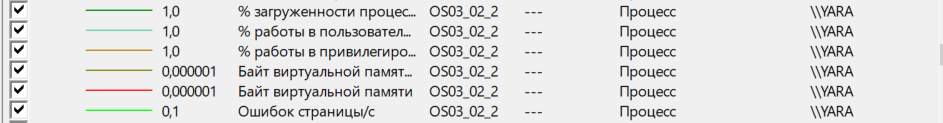 1,0 % загруженности процес... OS03_02_2 --- Процесс \\YARA
1,0 % работы в пользовател... OS03_02_2 --- Процесс \\YARA
1,0 % работы в привилегиро... OS03_02_2 --- Процесс \\YARA
0,000001 Байт виртуальной памят... OS03_02_2 --- Процесс \\YARA
0,000001 Байт виртуальной памяти OS03_02_2 --- Процесс \\YARA
0,1 Ошибок страницы/с OS03_02_2 --- Процесс \\YARA